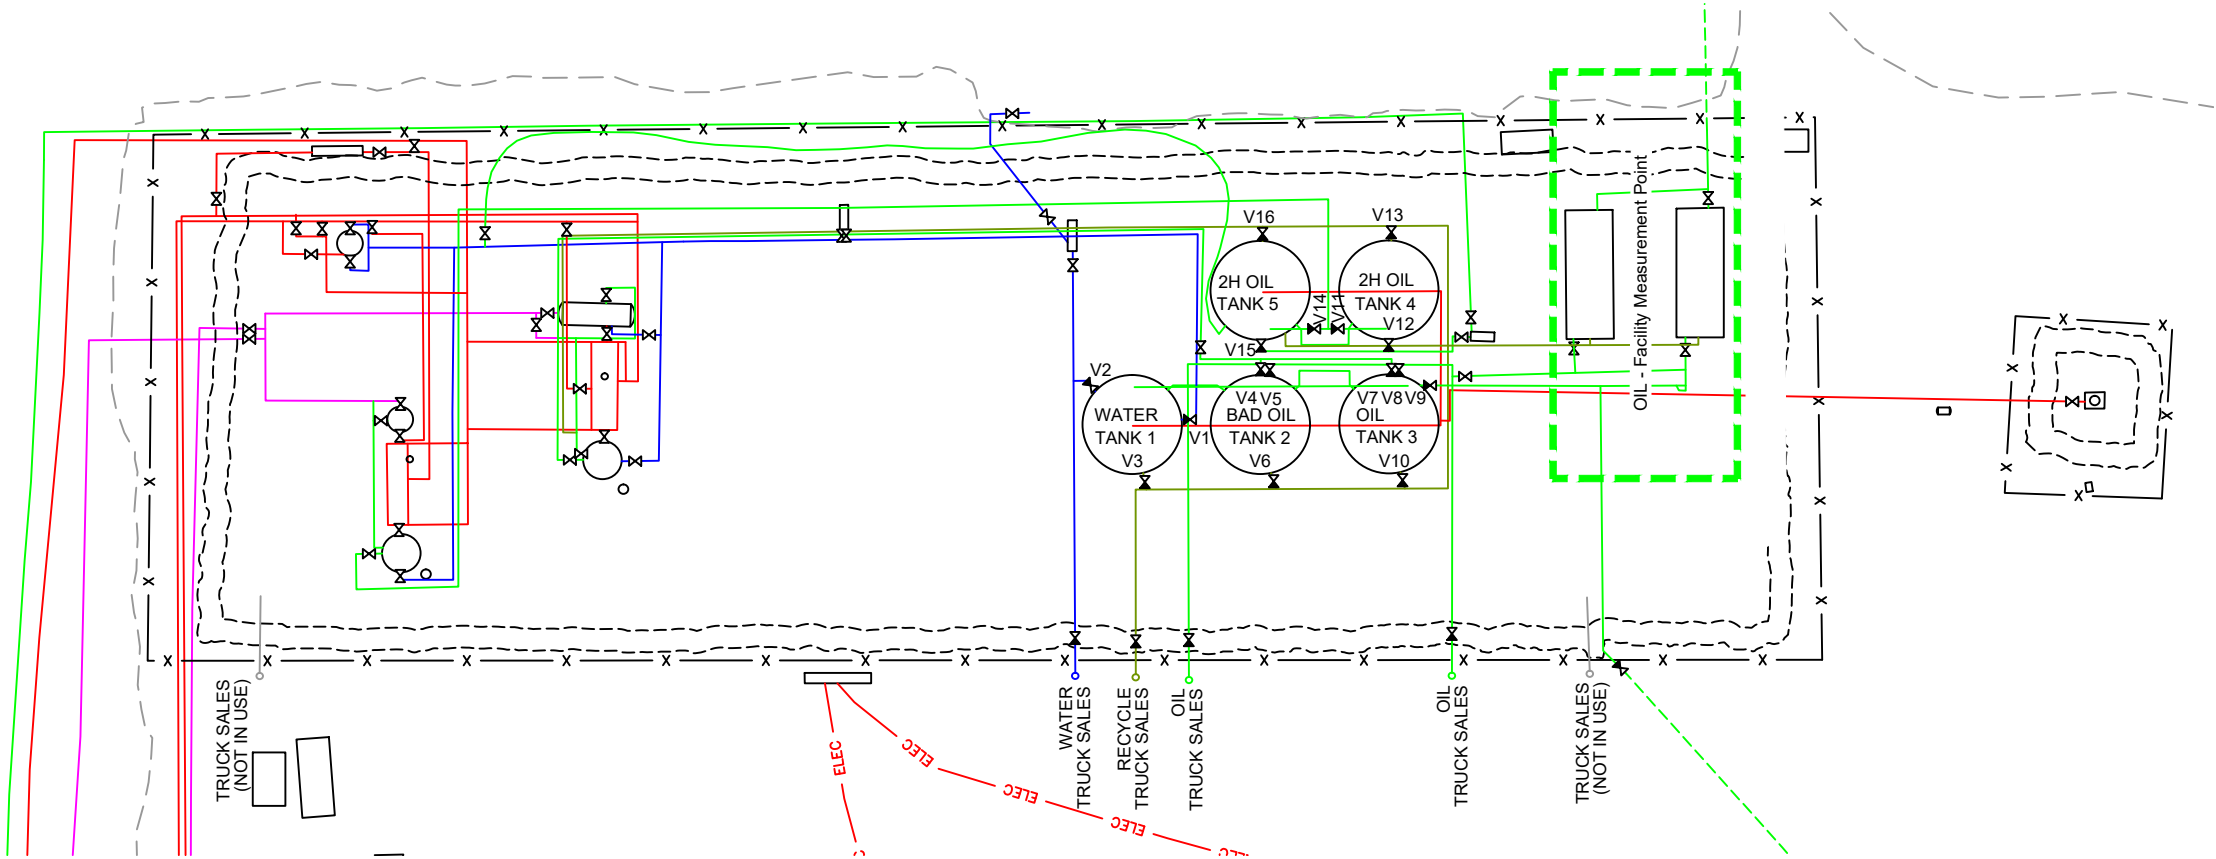 V16
V13
2H OIL
TANK 5
2H OIL
TANK 4
V14
V11
V12
V15
OIL - Facility Measurement Point
V2
V4 V5
V7 V8 V9
WATER
TANK 1
BAD OIL
TANK 2
OIL
TANK 3
V1
V3
V6
V10
TRUCK SALES
(NOT IN USE)
WATER
TRUCK SALES
RECYCLE
TRUCK SALES
OIL
TRUCK SALES
OIL
TRUCK SALES
TRUCK SALES
(NOT IN USE)
ELEC
ELEC
ELEC
ELEC